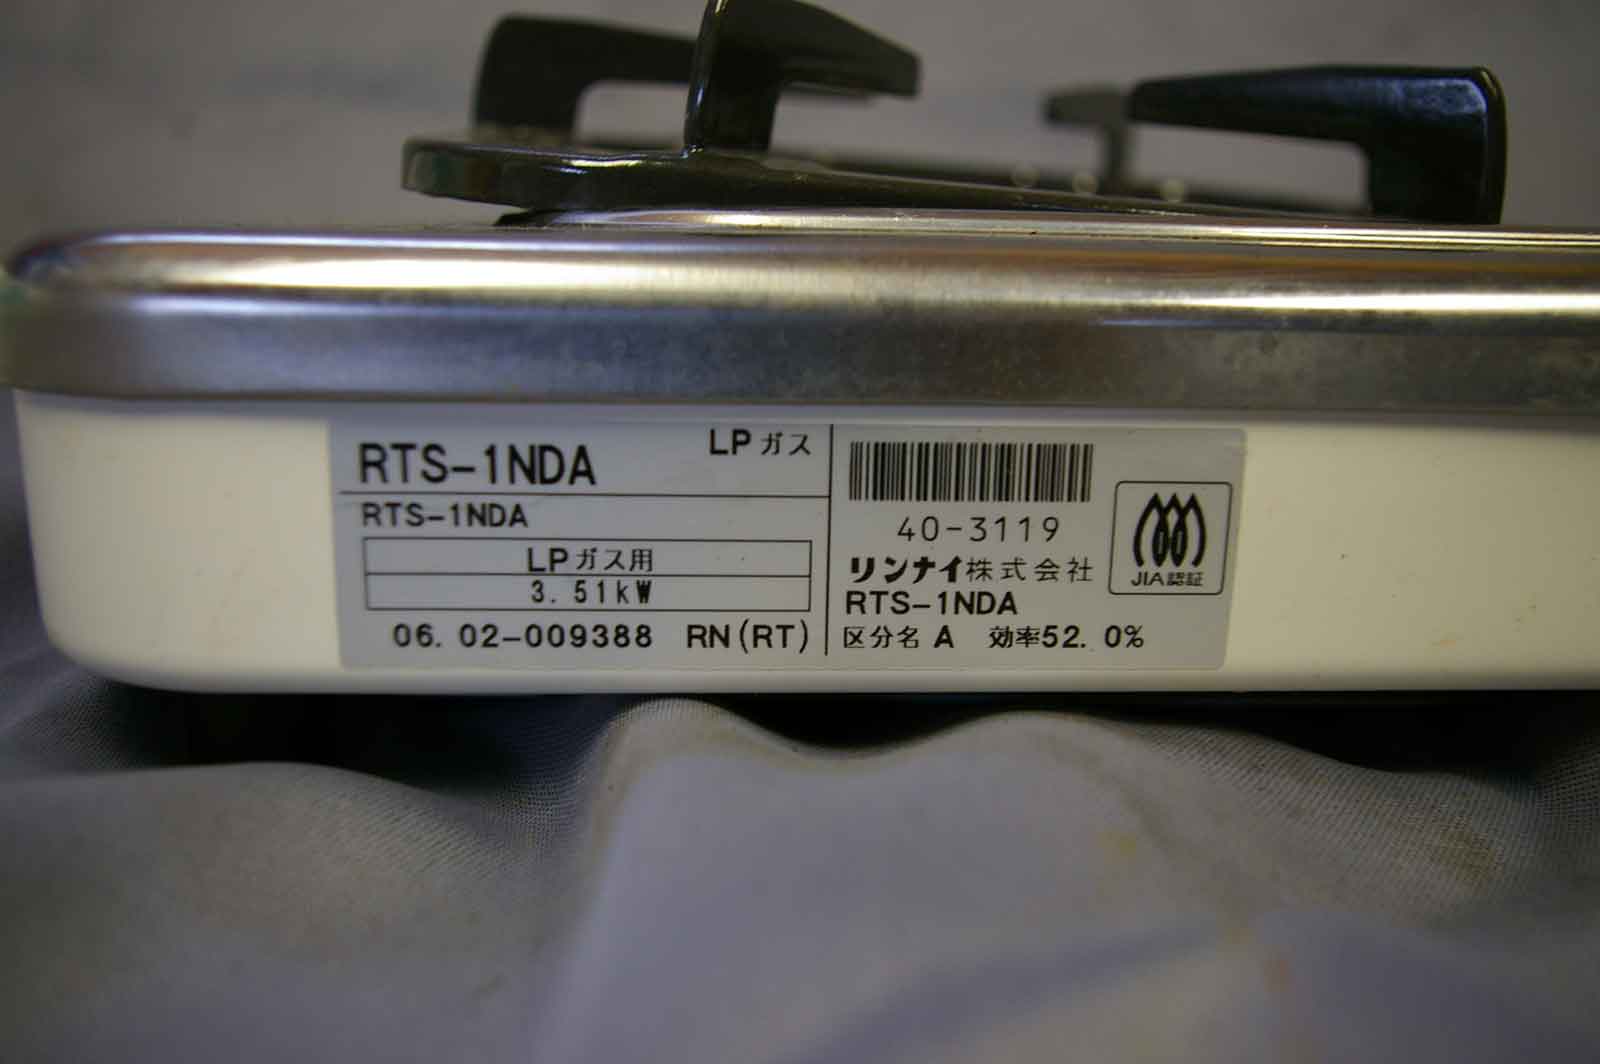 RTS-1NDA
LPガス
RTS-1NDA
LPガス用
3.51kW
06.02-009388 RN(RT)
40-3119
リンナイ株式会社
RTS-1NDA
区分名 A 効率52.0%
JIA認証